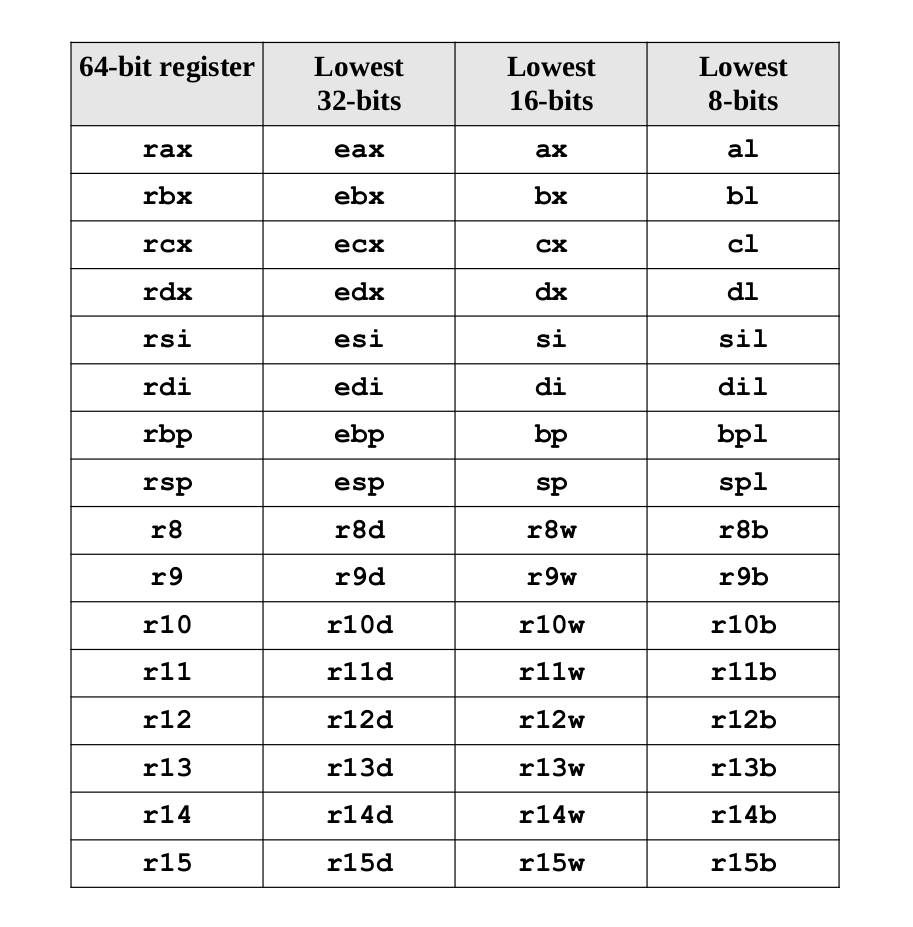 64-bit register Lowest 32-bits Lowest 16-bits Lowest 8-bits
rax eax ax al
rbx ebx bx bl
rcx ecx cx cl
rdx edx dx dl
rsi esi si sil
rdi edi di dil
rbp ebp bp bpl
rsp esp sp spl
r8 r8d r8w r8b
r9 r9d r9w r9b
r10 r10d r10w r10b
r11 r11d r11w r11b
r12 r12d r12w r12b
r13 r13d r13w r13b
r14 r14d r14w r14b
r15 r15d r15w r15b